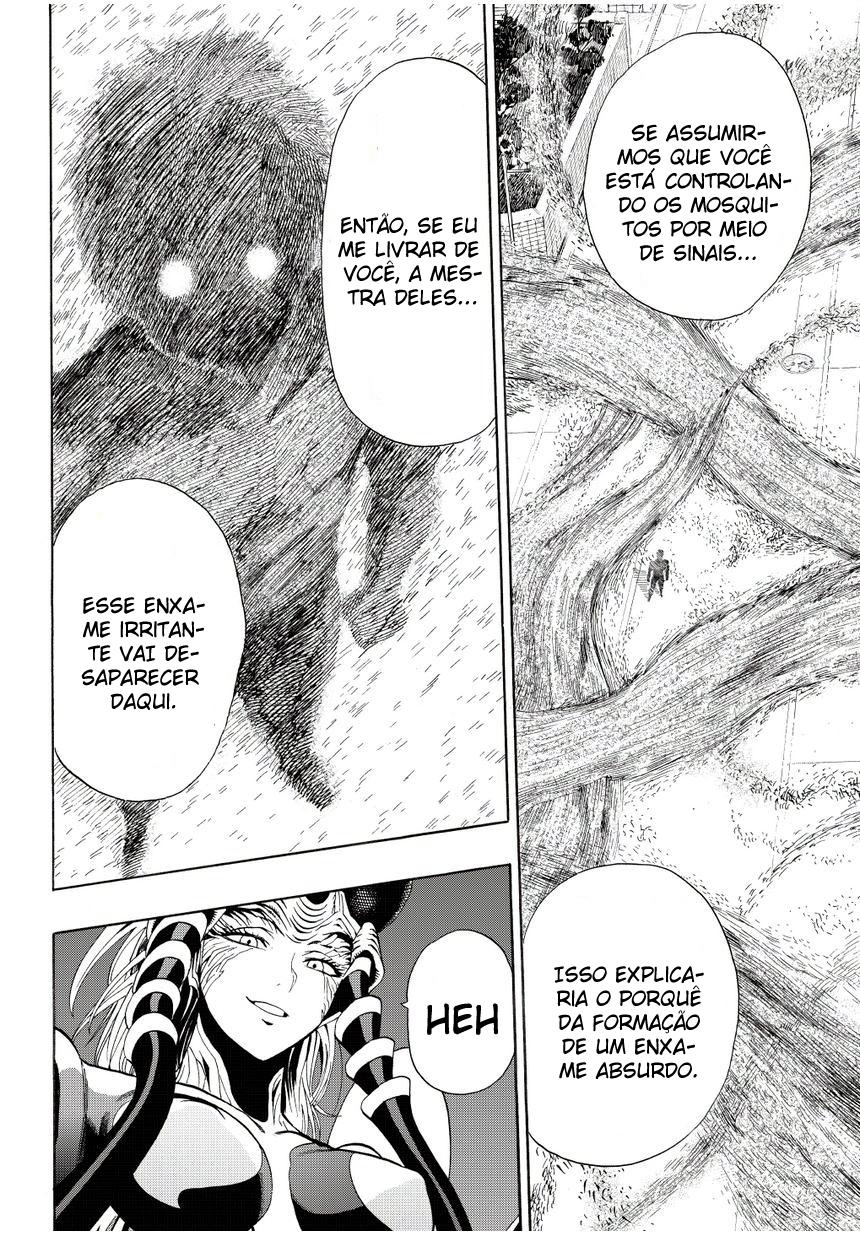 SE ASSUMIR-
MOS QUE VOCÊ
ESTÁ CONTROLAN-
DO OS MOSQUI-
TOS POR MEIO
DE SINAIS...
ISSO EXPLICA-
RIA O PORQUÊ
DA FORMAÇÃO
DE UM ENXA-
ME ABSURDO.
ENTÃO, SE EU
ME LIVRAR DE
VOCÊ, A MES-
TRA DELES...
ESSE ENXA-
ME IRRITAN-
TE VAI DE-
SAPARECER
DAQUI.
HEH